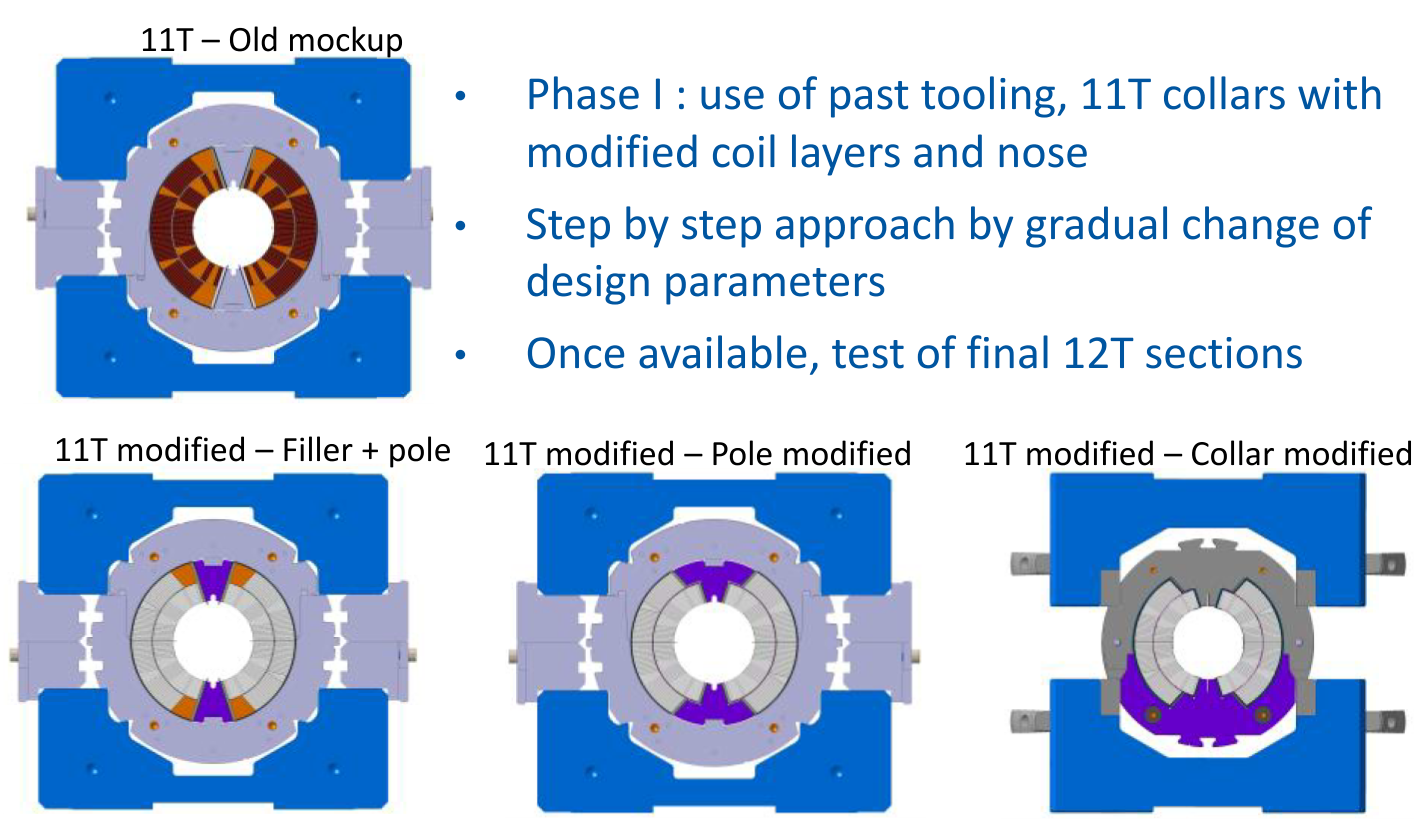 11T – Old mockup
• Phase I : use of past tooling, 11T collars with
modified coil layers and nose
• Step by step approach by gradual change of
design parameters
• Once available, test of final 12T sections
11T modified – Filler + pole
11T modified – Pole modified
11T modified – Collar modified